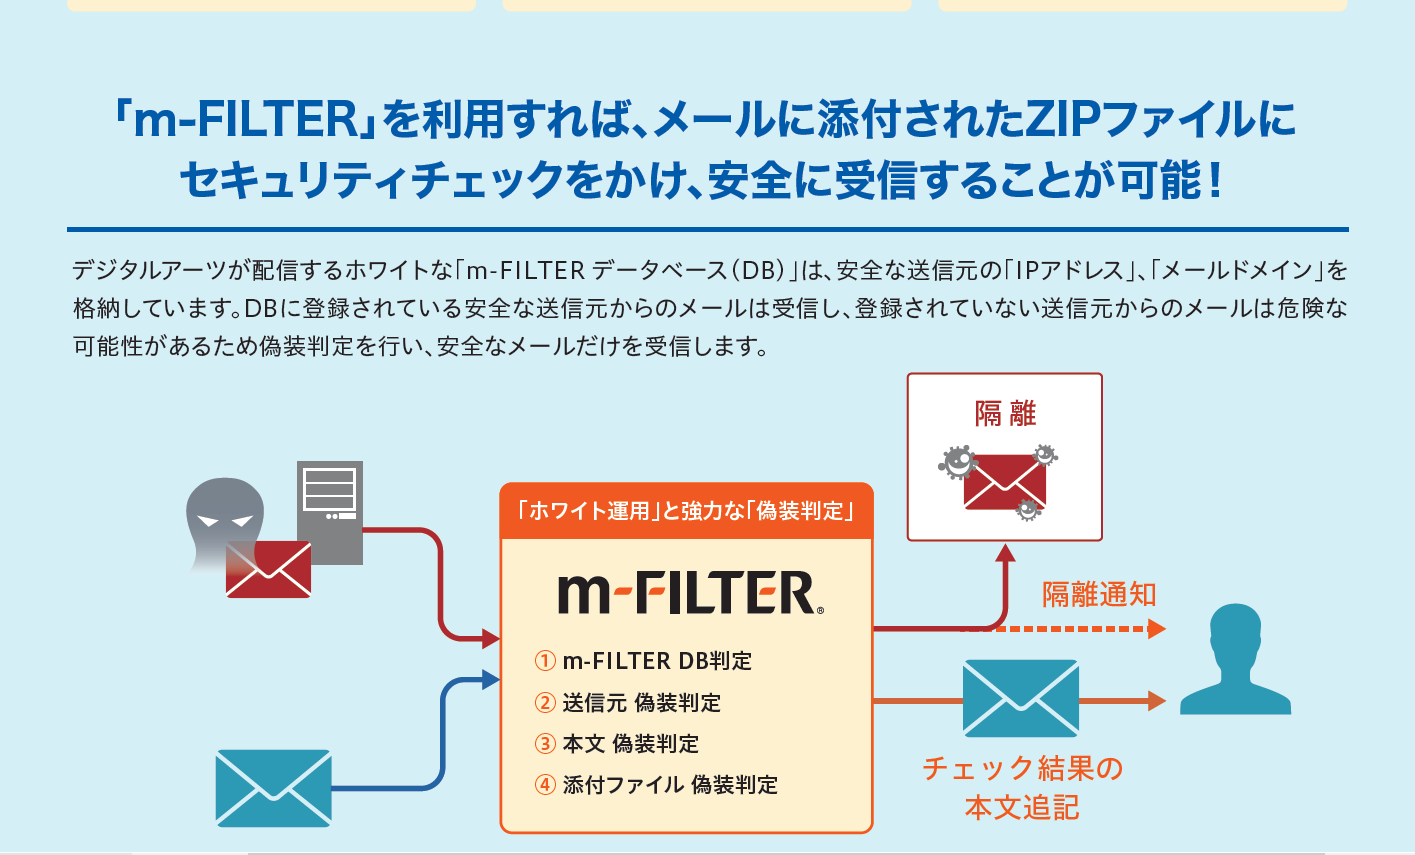 「m-FILTER」を利用すれば、メールに添付されたZIPファイルに
セキュリティチェックをかけ、安全に受信することが可能！
デジタルアーツが配信するホワイトな「m-FILTER データベース（DB）」は、安全な送信元の「IPアドレス」、「メールドメイン」を
格納しています。DBに登録されている安全な送信元からのメールは受信し、登録されていない送信元からのメールは危険な
可能性があるため偽装判定を行い、安全なメールだけを受信します。
隔離
「ホワイト運用」と強力な「偽装判定」
m-FILTER®
① m-FILTER DB判定
② 送信元 偽装判定
③ 本文 偽装判定
④ 添付ファイル 偽装判定
隔離通知
チェック結果の
本文追記